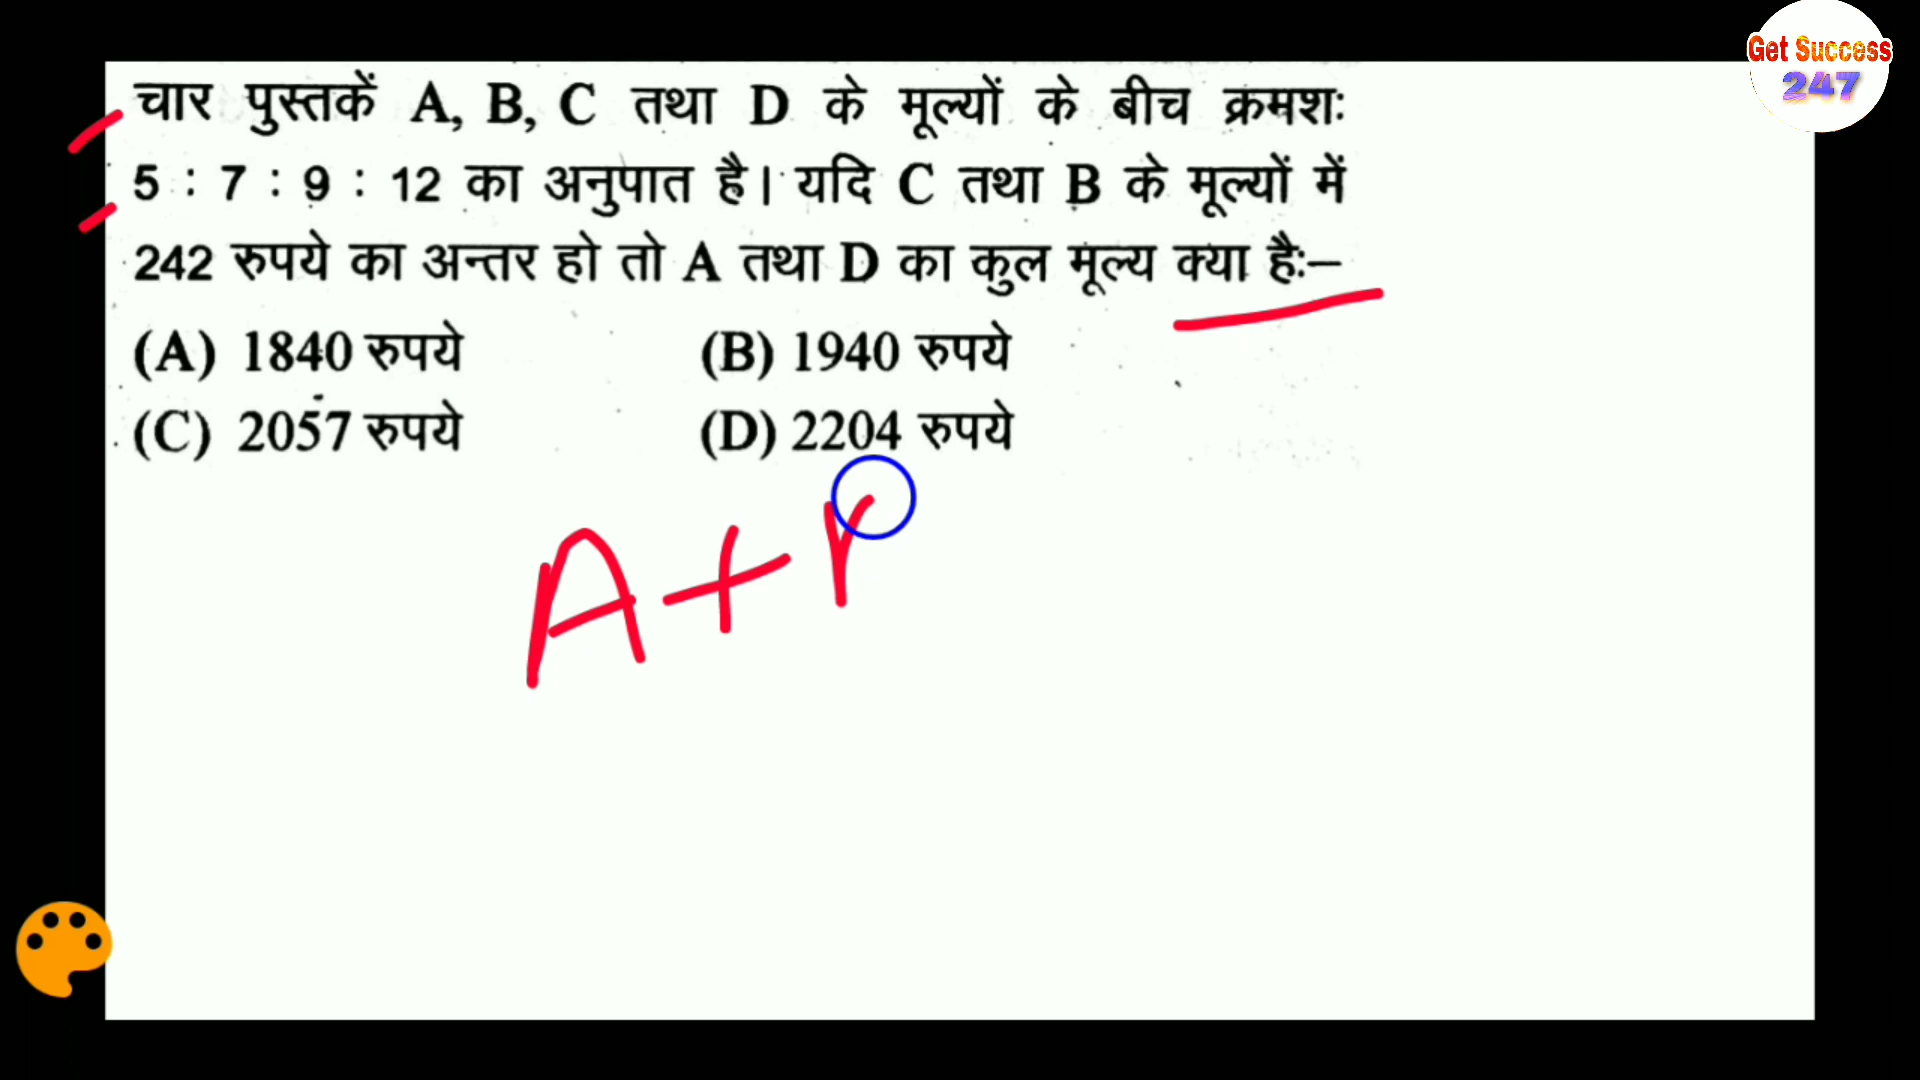 Get Success
247
चार पुस्तकें A, B, C तथा D के मूल्यों के बीच क्रमशः
5 : 7 : 9 : 12 का अनुपात है। यदि C तथा B के मूल्यों में
242 रुपये का अन्तर हो तो A तथा D का कुल मूल्य क्या हैः–
(A) 1840 रुपये (B) 1940 रुपये
(C) 2057 रुपये (D) 2204 रुपये
A +